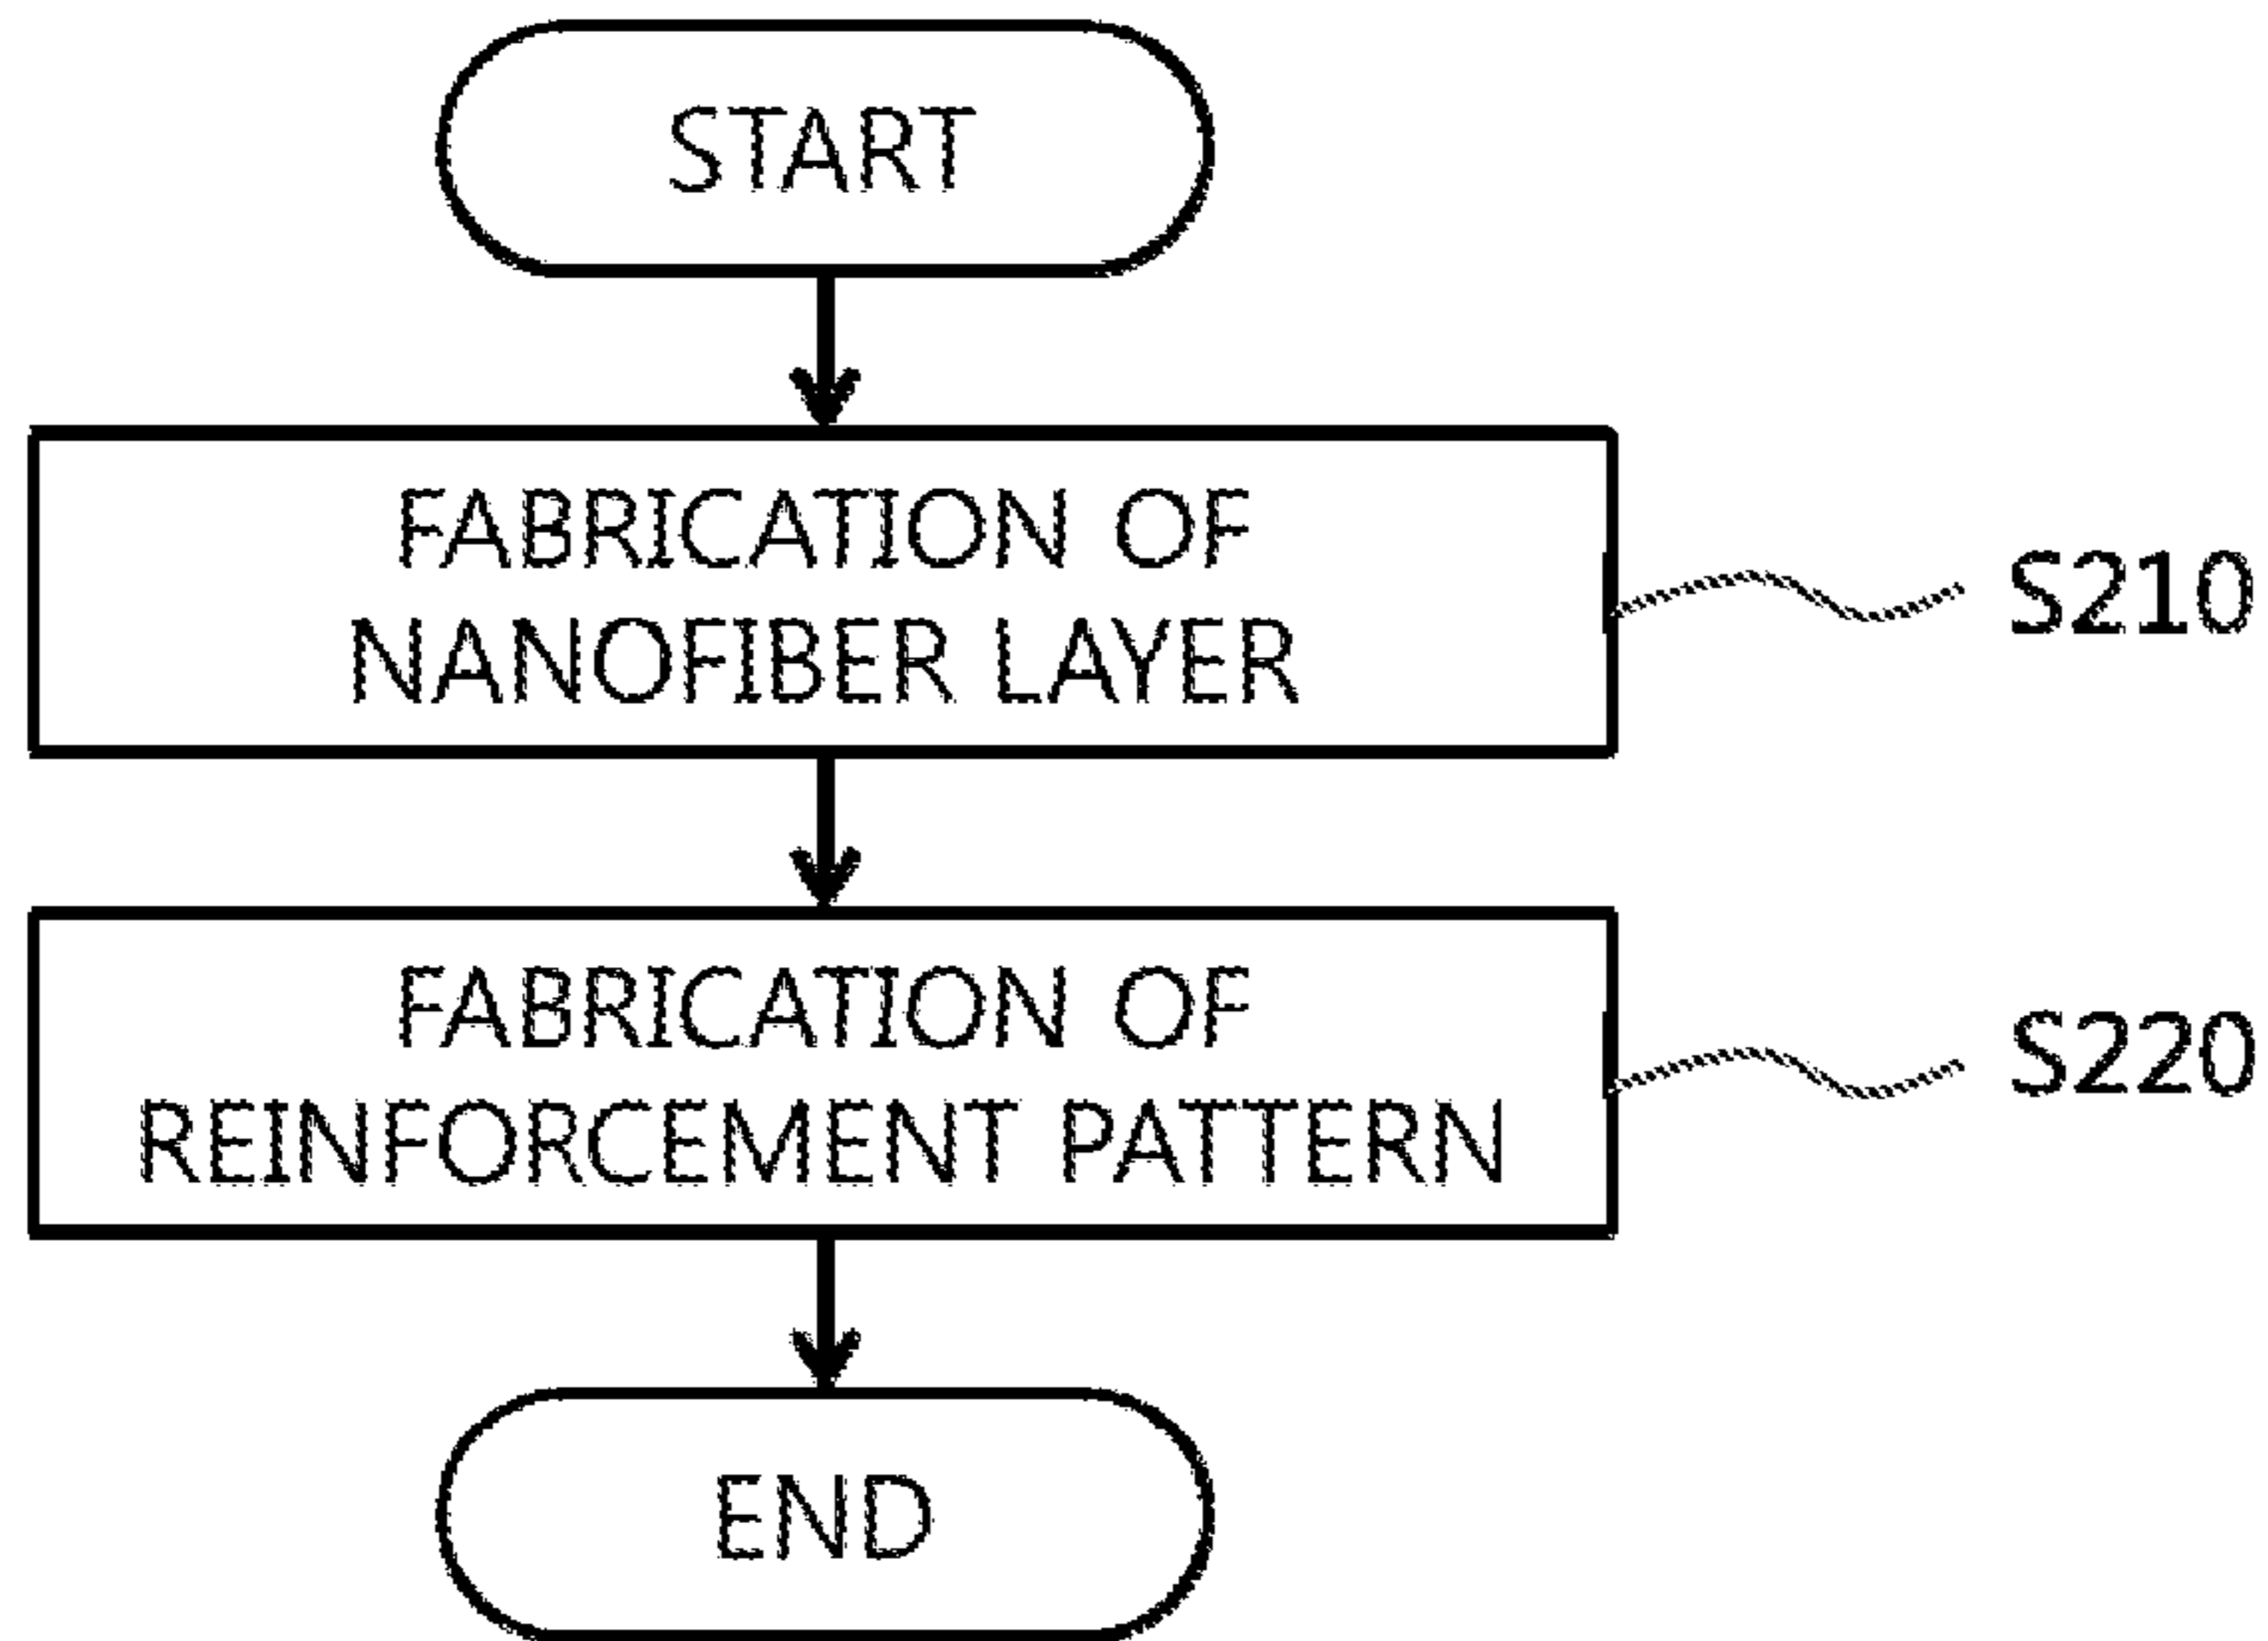 START
FABRICATION OF
NANOFIBER LAYER
S210
FABRICATION OF
REINFORCEMENT PATTERN
S220
END